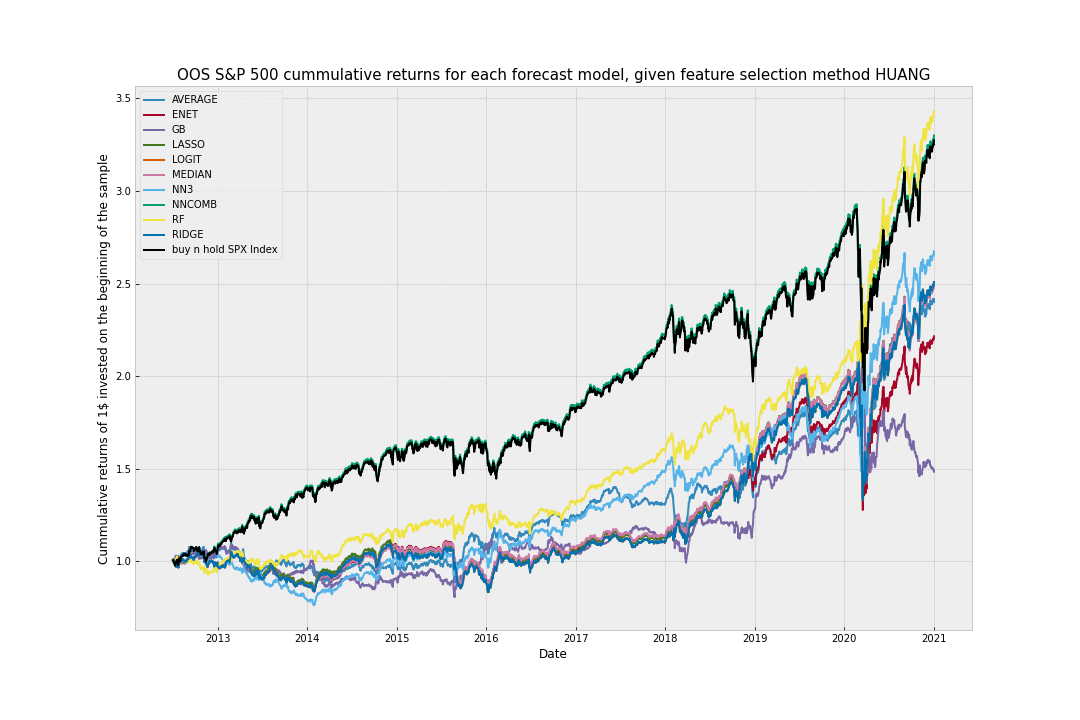 OOS S&P 500 cummulative returns for each forecast model, given feature selection method HUANG
Cummulative returns of 1$ invested on the beginning of the sample
3.5
3.0
2.5
2.0
1.5
1.0
AVERAGE
ENET
GB
LASSO
LOGIT
MEDIAN
NN3
NNCOMB
RF
RIDGE
buy n hold SPX Index
2013 2014 2015 2016 2017 2018 2019 2020 2021
Date